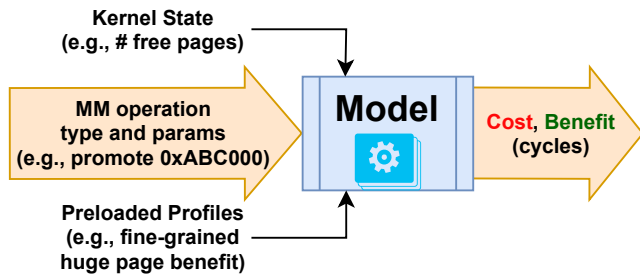 Kernel State
(e.g., # free pages)
MM operation
type and params
(e.g., promote 0xABC000)
Model
Cost, Benefit
(cycles)
Preloaded Profiles
(e.g., fine-grained
huge page benefit)